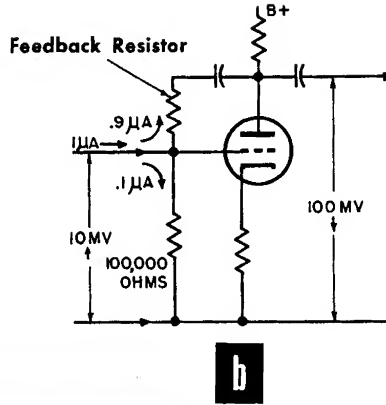 B+
Feedback Resistor
.9µA
1µA
.1µA
10MV
100MV
100,000
OHMS
b